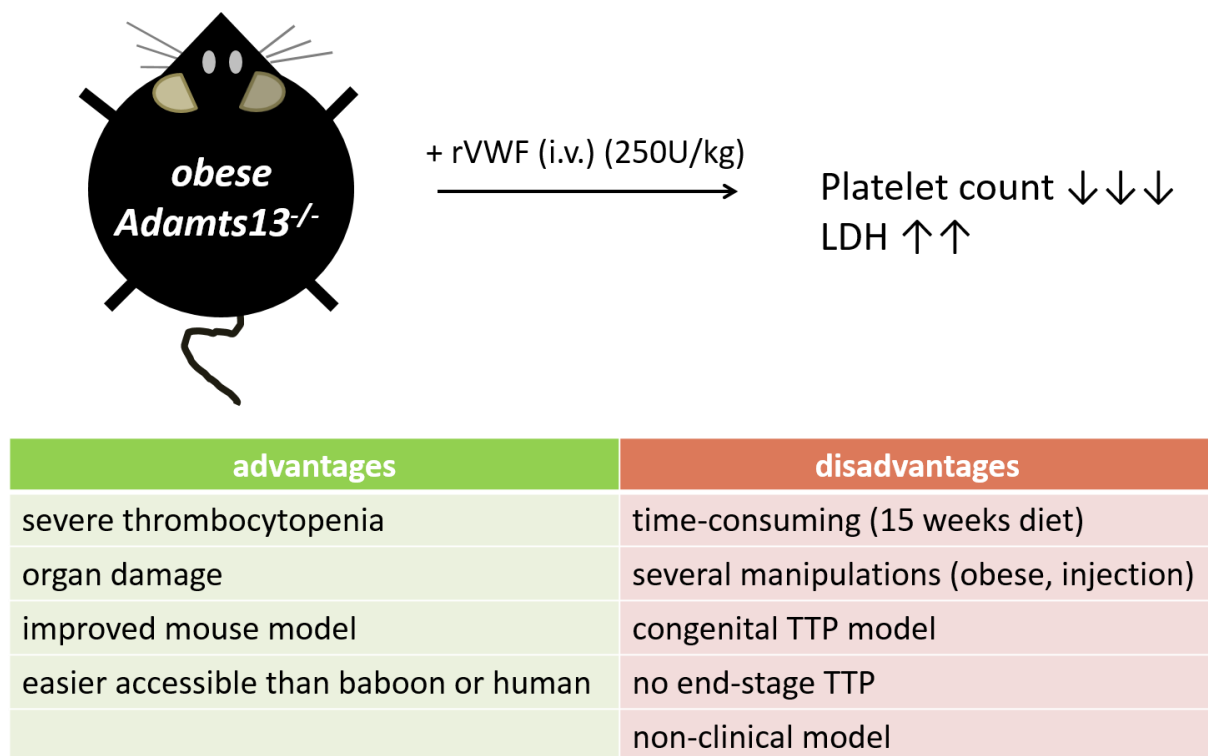 obese
Adamts13-/-
+ rVWF (i.v.) (250U/kg)
Platelet count ↓↓↓
LDH ↑↑
advantages
disadvantages
severe thrombocytopenia
time-consuming (15 weeks diet)
organ damage
several manipulations (obese, injection)
improved mouse model
congenital TTP model
easier accessible than baboon or human
no end-stage TTP
non-clinical model